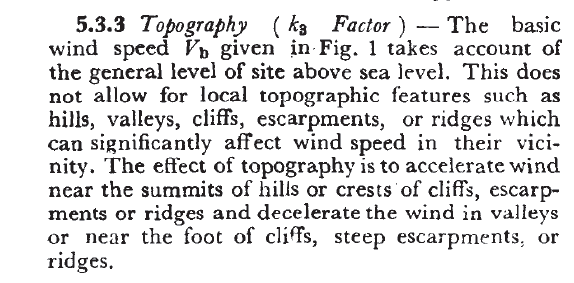 5.3.3 Topography ( k3 Factor ) — The basic
wind speed Vb given in Fig. 1 takes account of
the general level of site above sea level. This does
not allow for local topographic features such as
hills, valleys, cliffs, escarpments, or ridges which
can significantly affect wind speed in their vici-
nity. The effect of topography is to accelerate wind
near the summits of hills or crests of cliffs, escarp-
ments or ridges and decelerate the wind in valleys
or near the foot of cliffs, steep escarpments, or
ridges.